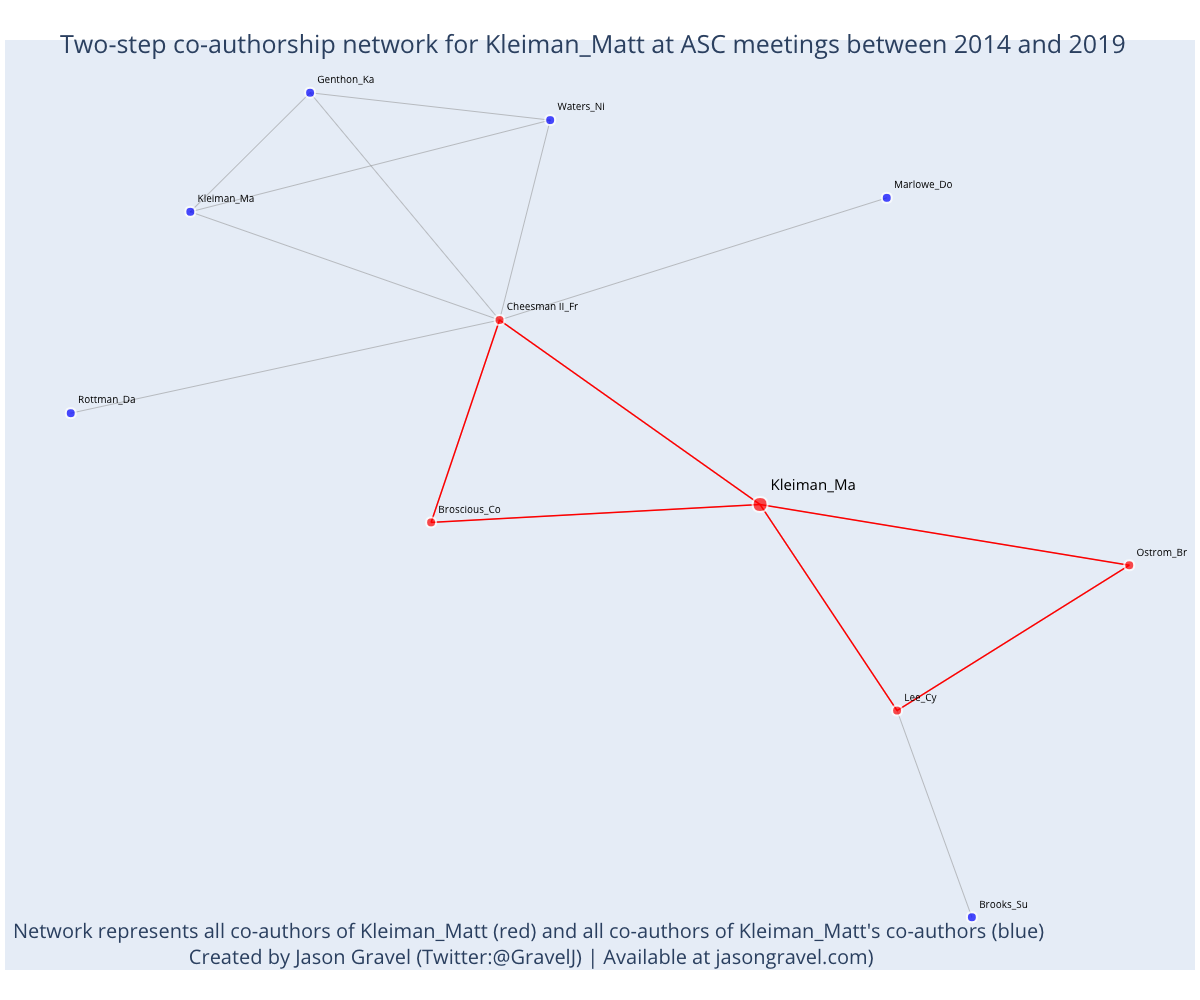 Two-step co-authorship network for Kleiman_Matt at ASC meetings between 2014 and 2019
Genthon_Ka
Waters_Ni
Marlowe_Do
Kleiman_Ma
Cheesman II_Fr
Rottman_Da
Kleiman_Ma
Broscious_Co
Ostrom_Br
Lee_Cy
Brooks_Su
Network represents all co-authors of Kleiman_Matt (red) and all co-authors of Kleiman_Matt's co-authors (blue)
Created by Jason Gravel (Twitter:@GravelJ) | Available at jasongravel.com)